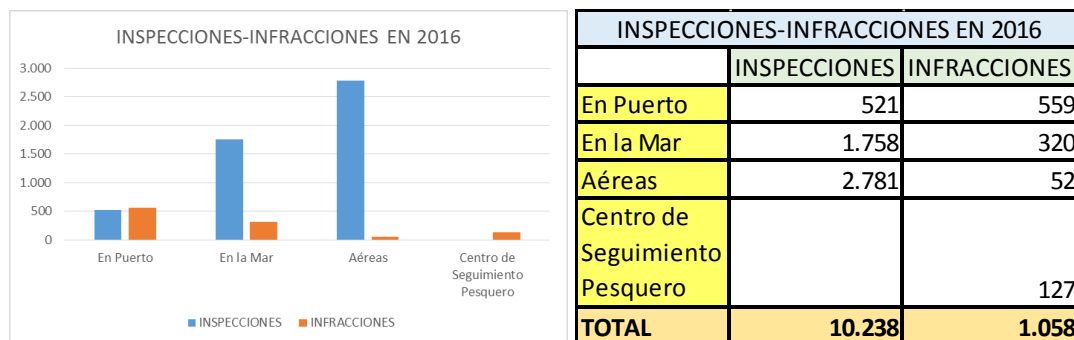 INSPECCIONES-INFRACCIONES EN 2016
3.000
2.500
2.000
1.500
1.000
500
0
En Puerto
En la Mar
Aéreas
Centro de
Seguimiento
Pesquero
INSPECCIONES INFRACCIONES
INSPECCIONES-INFRACCIONES EN 2016
INSPECCIONES INFRACCIONES
En Puerto 521 559
En la Mar 1.758 320
Aéreas 2.781 52
Centro de
Seguimiento
Pesquero 127
TOTAL 10.238 1.058